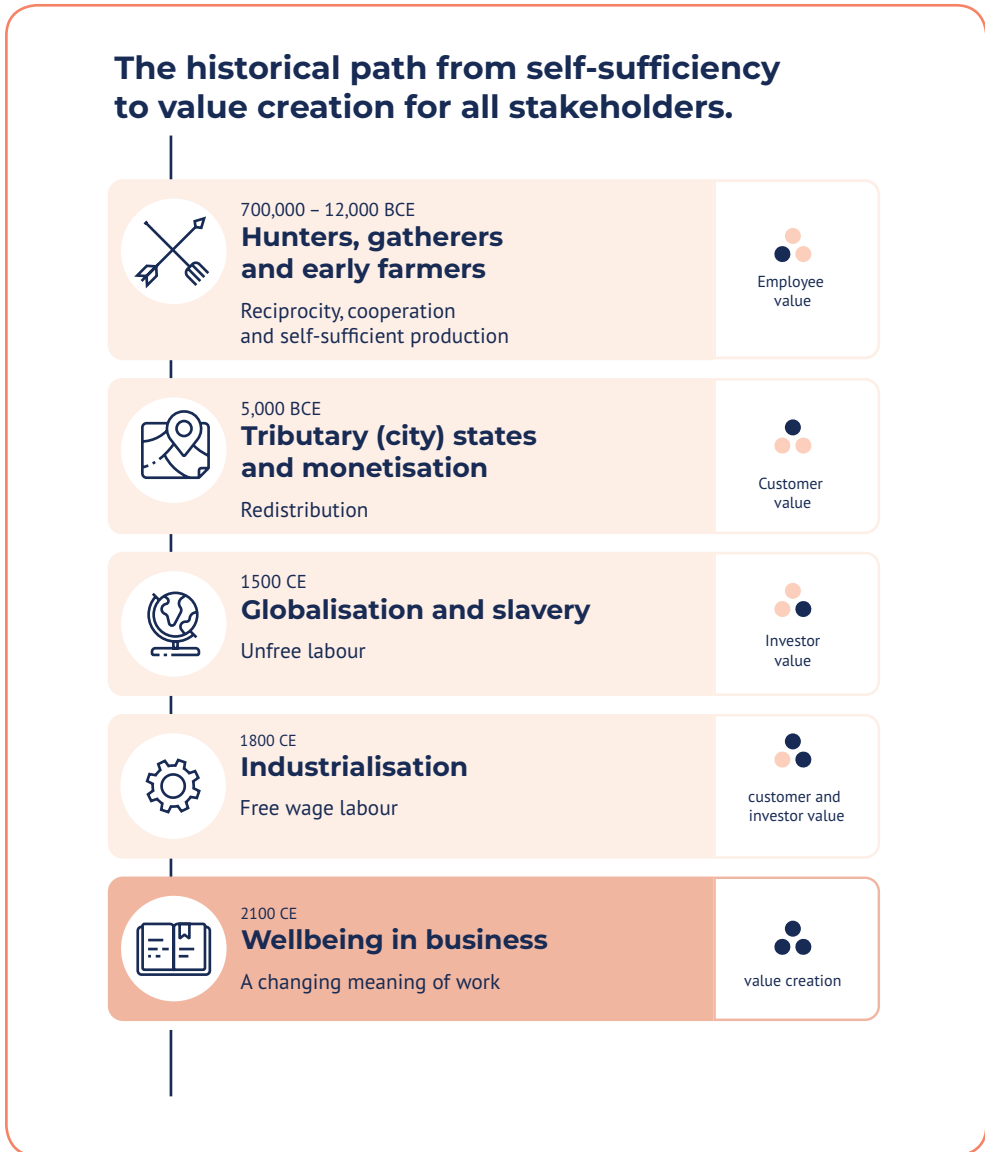 The historical path from self-sufficiency
to value creation for all stakeholders.
700,000 – 12,000 BCE
Hunters, gatherers
and early farmers
Reciprocity, cooperation
and self-sufficient production
Employee
value
5,000 BCE
Tributary (city) states
and monetisation
Redistribution
Customer
value
1500 CE
Globalisation and slavery
Unfree labour
Investor
value
1800 CE
Industrialisation
Free wage labour
customer and
investor value
2100 CE
Wellbeing in business
A changing meaning of work
value creation